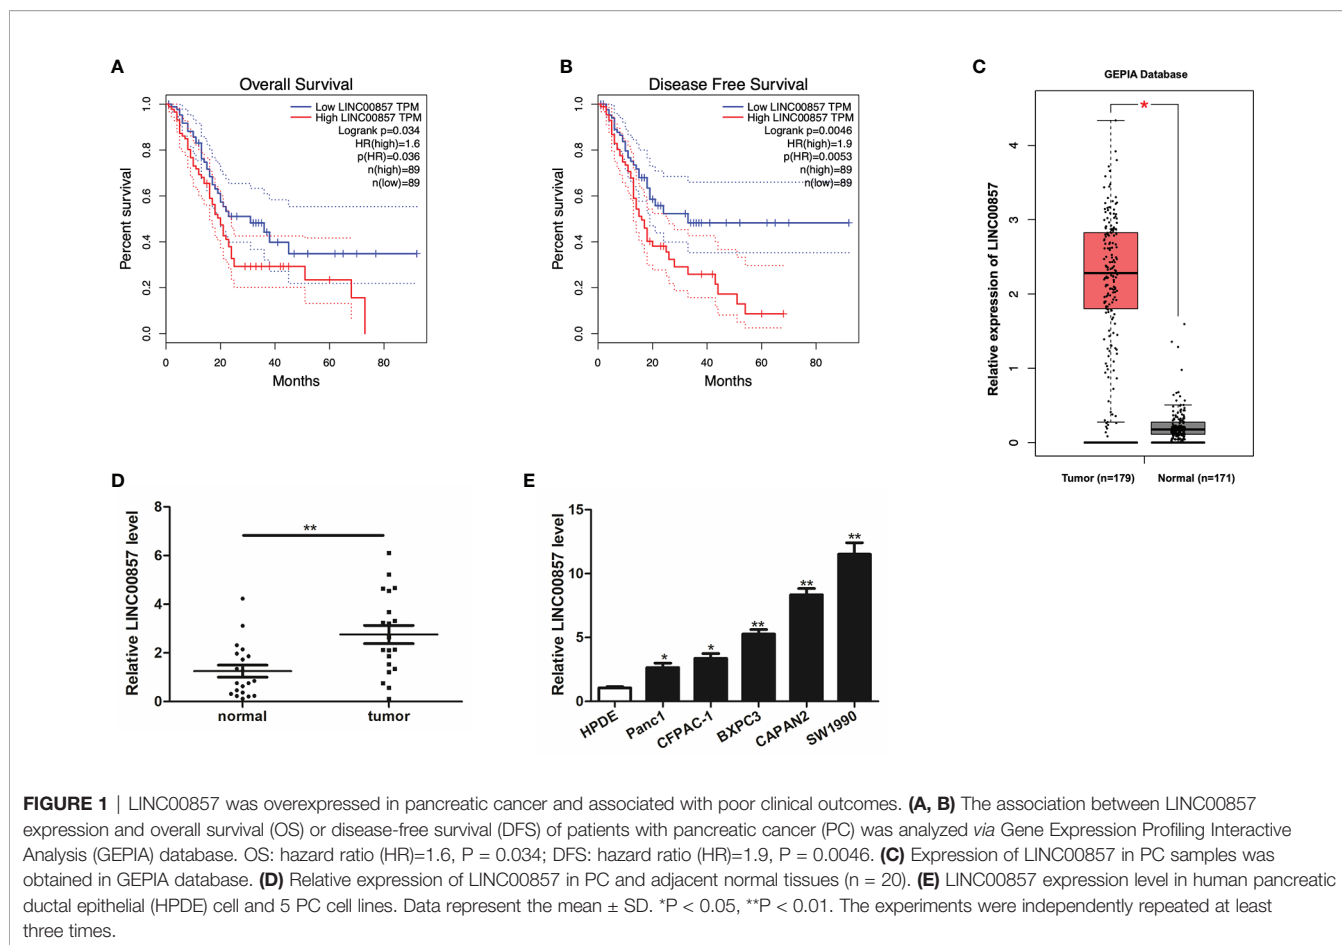 A
Overall Survival
Low LINC00857 TPM
High LINC00857 TPM
Logrank p=0.034
HR(high)=1.6
p(HR)=0.036
n(high)=89
n(low)=89
Percent survival
1.0
0.8
0.6
0.4
0.2
0.0
0 20 40 60 80
Months
B
Disease Free Survival
Low LINC00857 TPM
High LINC00857 TPM
Logrank p=0.0046
HR(high)=1.9
p(HR)=0.0053
n(high)=89
n(low)=89
Percent survival
1.0
0.8
0.6
0.4
0.2
0.0
0 20 40 60 80
Months
C
GEPIA Database
*
Relative expression of LINC00857
4
3
2
1
0
Tumor (n=179) Normal (n=171)
D
Relative LINC00857 level
8
6
4
2
0
**
normal tumor
E
Relative LINC00857 level
15
10
5
0
* * ** ** **
HPDE Panc1 CFPAC-1 BXPC3 CAPAN2 SW1990
FIGURE 1 | LINC00857 was overexpressed in pancreatic cancer and associated with poor clinical outcomes. (A, B) The association between LINC00857
expression and overall survival (OS) or disease-free survival (DFS) of patients with pancreatic cancer (PC) was analyzed via Gene Expression Profiling Interactive
Analysis (GEPIA) database. OS: hazard ratio (HR)=1.6, P = 0.034; DFS: hazard ratio (HR)=1.9, P = 0.0046. (C) Expression of LINC00857 in PC samples was
obtained in GEPIA database. (D) Relative expression of LINC00857 in PC and adjacent normal tissues (n = 20). (E) LINC00857 expression level in human pancreatic
ductal epithelial (HPDE) cell and 5 PC cell lines. Data represent the mean ± SD. *P < 0.05, **P < 0.01. The experiments were independently repeated at least
three times.